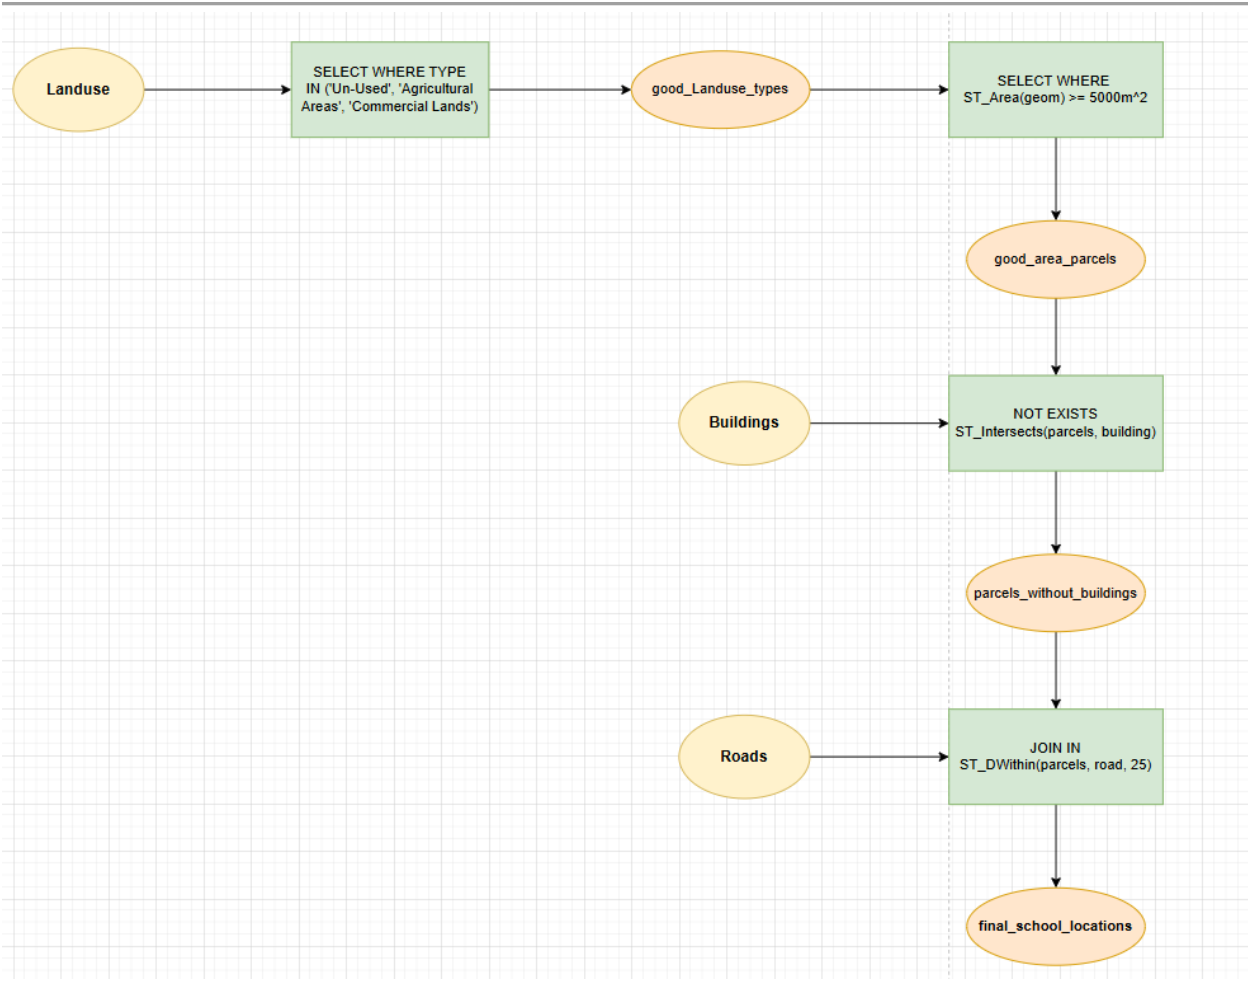 Landuse
SELECT WHERE TYPE
IN ('Un-Used', 'Agricultural
Areas', 'Commercial Lands')
good_Landuse_types
SELECT WHERE
ST_Area(geom) >= 5000m^2
good_area_parcels
Buildings
NOT EXISTS
ST_Intersects(parcels, building)
parcels_without_buildings
Roads
JOIN IN
ST_DWithin(parcels, road, 25)
final_school_locations